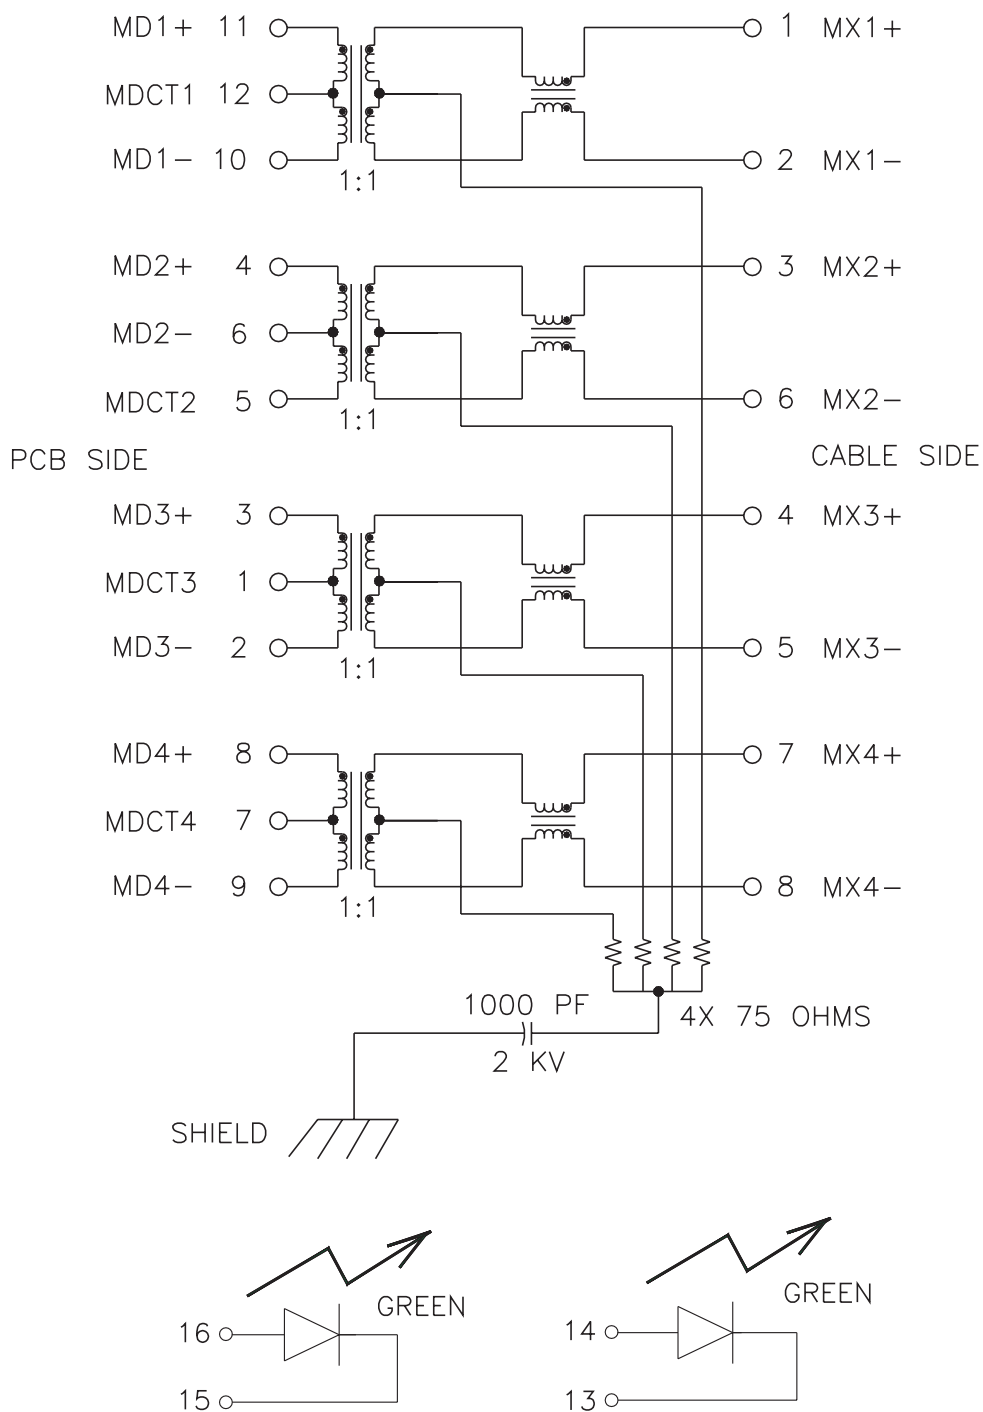 MD1+ 11 1 MX1+
MDCT1 12
MD1- 10 2 MX1-
1:1
MD2+ 4 3 MX2+
MD2- 6
MDCT2 5 6 MX2-
1:1
PCB SIDE CABLE SIDE
MD3+ 3 4 MX3+
MDCT3 1
MD3- 2 5 MX3-
1:1
MD4+ 8 7 MX4+
MDCT4 7
MD4- 9 8 MX4-
1:1
1000 PF
4X 75 OHMS
2 KV
SHIELD
GREEN GREEN
16 14
15 13